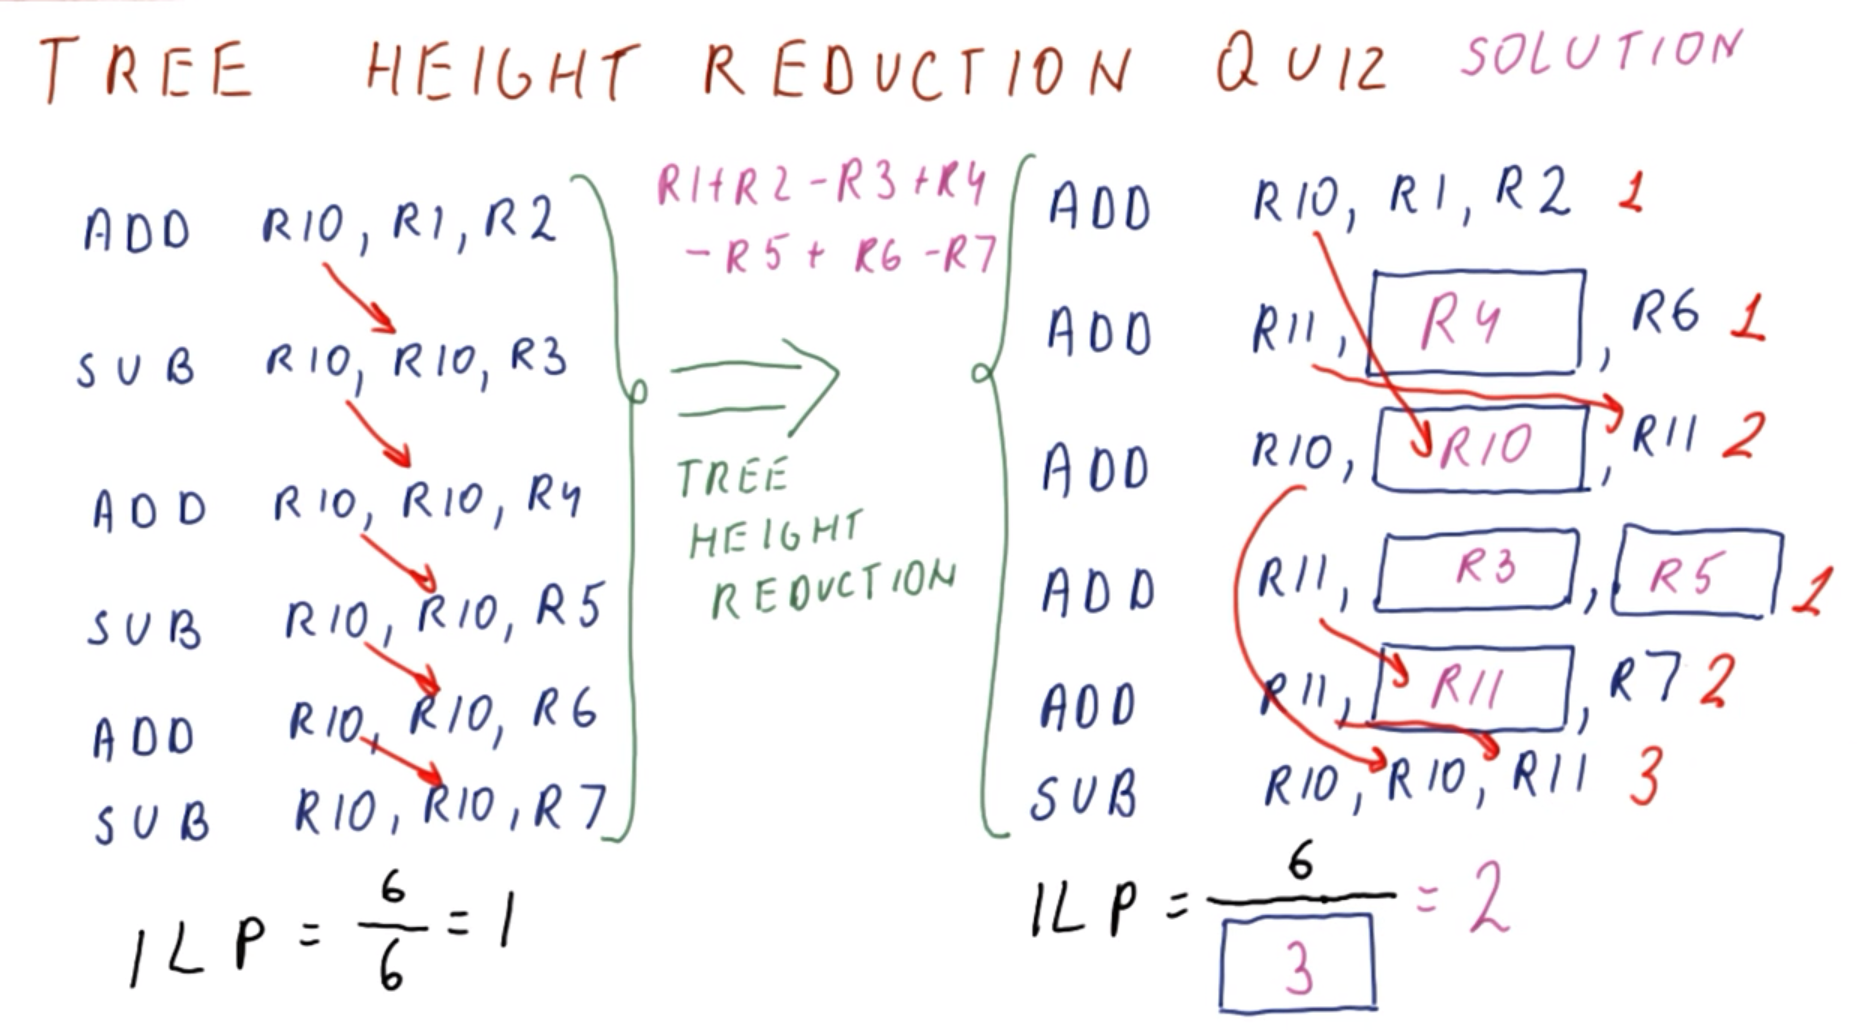 TREE HEIGHT REDUCTION QUIZ SOLUTION
ADD R10, R1, R2
SUB R10, R10, R3
ADD R10, R10, R4
SUB R10, R10, R5
ADD R10, R10, R6
SUB R10, R10, R7
ILP = 6/6 = 1
R1+R2-R3+R4
-R5+R6-R7
TREE
HEIGHT
REDUCTION
ADD R10, R1, R2 1
ADD R11, R4, R6 1
ADD R10, R10, R11 2
ADD R11, R3, R5 1
ADD R11, R11, R7 2
SUB R10, R10, R11 3
ILP = 6/3 = 2